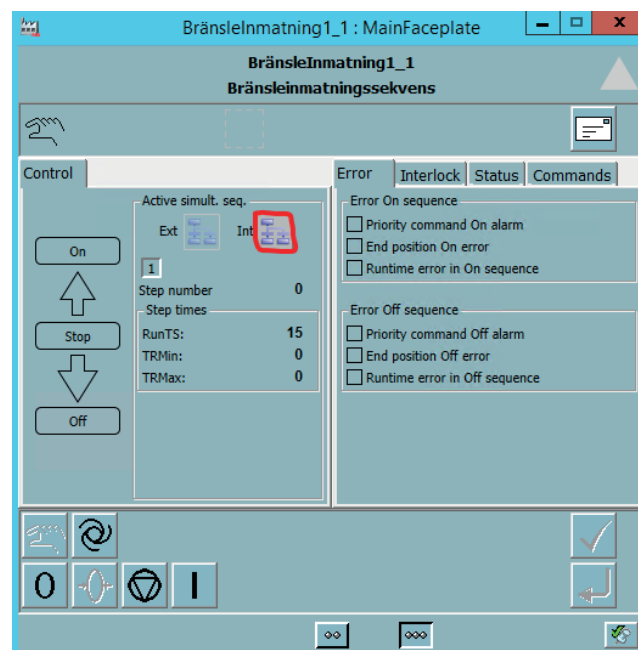 BränsleInmatning1_1 : MainFaceplate
BränsleInmatning1_1
Bränsleinmatningssekvens
Control
Active simult. seq.
Ext Int
1
Step number 0
Step times
RunTS: 15
TRMin: 0
TRMax: 0
On
Stop
Off
Error Interlock Status Commands
Error On sequence
Priority command On alarm
End position On error
Runtime error in On sequence
Error Off sequence
Priority command Off alarm
End position Off error
Runtime error in Off sequence
0 I